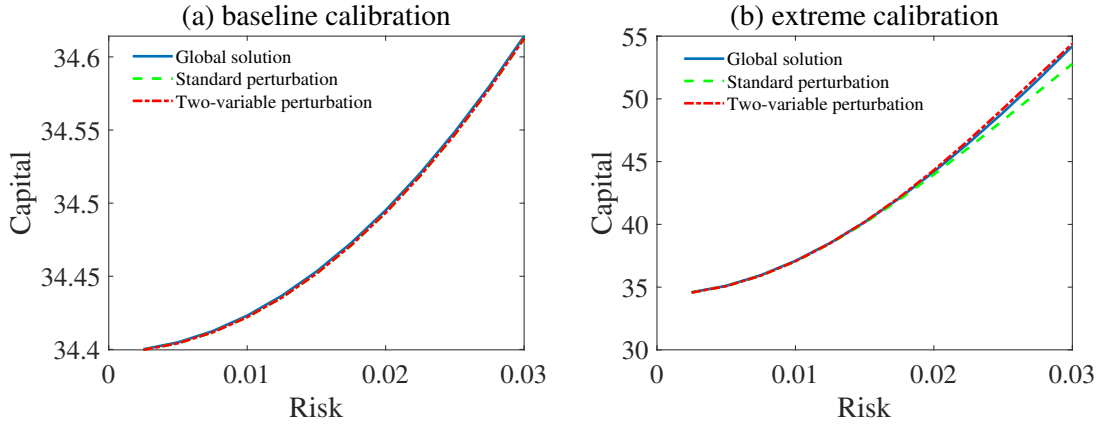 (a) baseline calibration
Global solution
Standard perturbation
Two-variable perturbation
34.6
34.55
34.5
34.45
34.4
Capital
0
0.01
0.02
0.03
Risk
(b) extreme calibration
Global solution
Standard perturbation
Two-variable perturbation
55
50
45
40
35
30
Capital
0
0.01
0.02
0.03
Risk